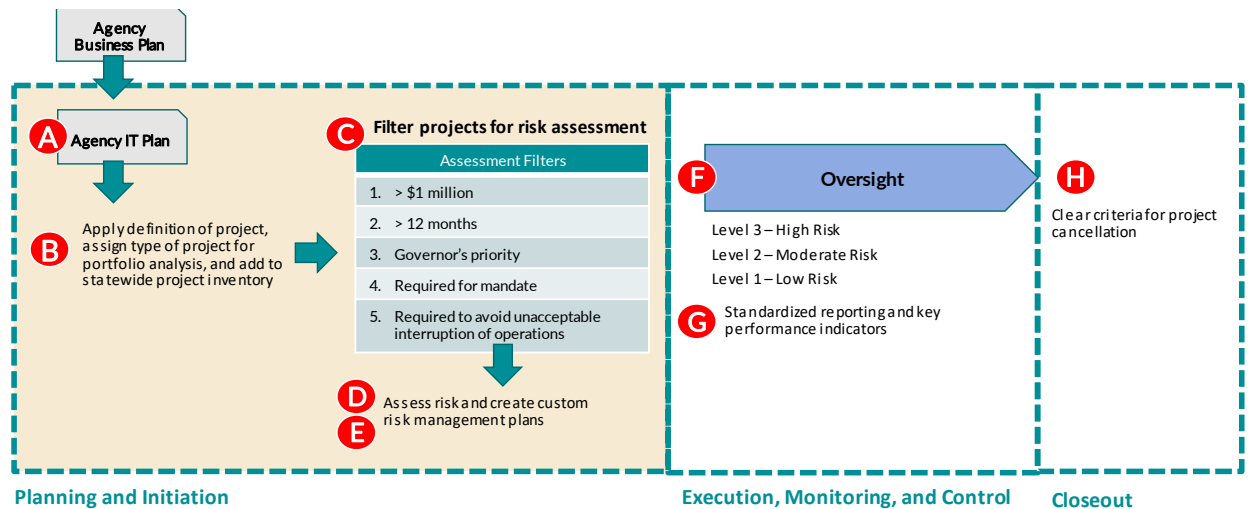 Agency
Business Plan
A
Agency IT Plan
B
Apply definition of project,
assign type of project for
portfolio analysis, and add to
statewide project inventory
C
Filter projects for risk assessment
Assessment Filters
1. > $1 million
2. > 12 months
3. Governor's priority
4. Required for mandate
5. Required to avoid unacceptable
interruption of operations
D
E
Assess risk and create custom
risk management plans
F
Oversight
Level 3 – High Risk
Level 2 – Moderate Risk
Level 1 – Low Risk
G
Standardized reporting and key
performance indicators
H
Clear criteria for project
cancellation
Planning and Initiation
Execution, Monitoring, and Control
Closeout